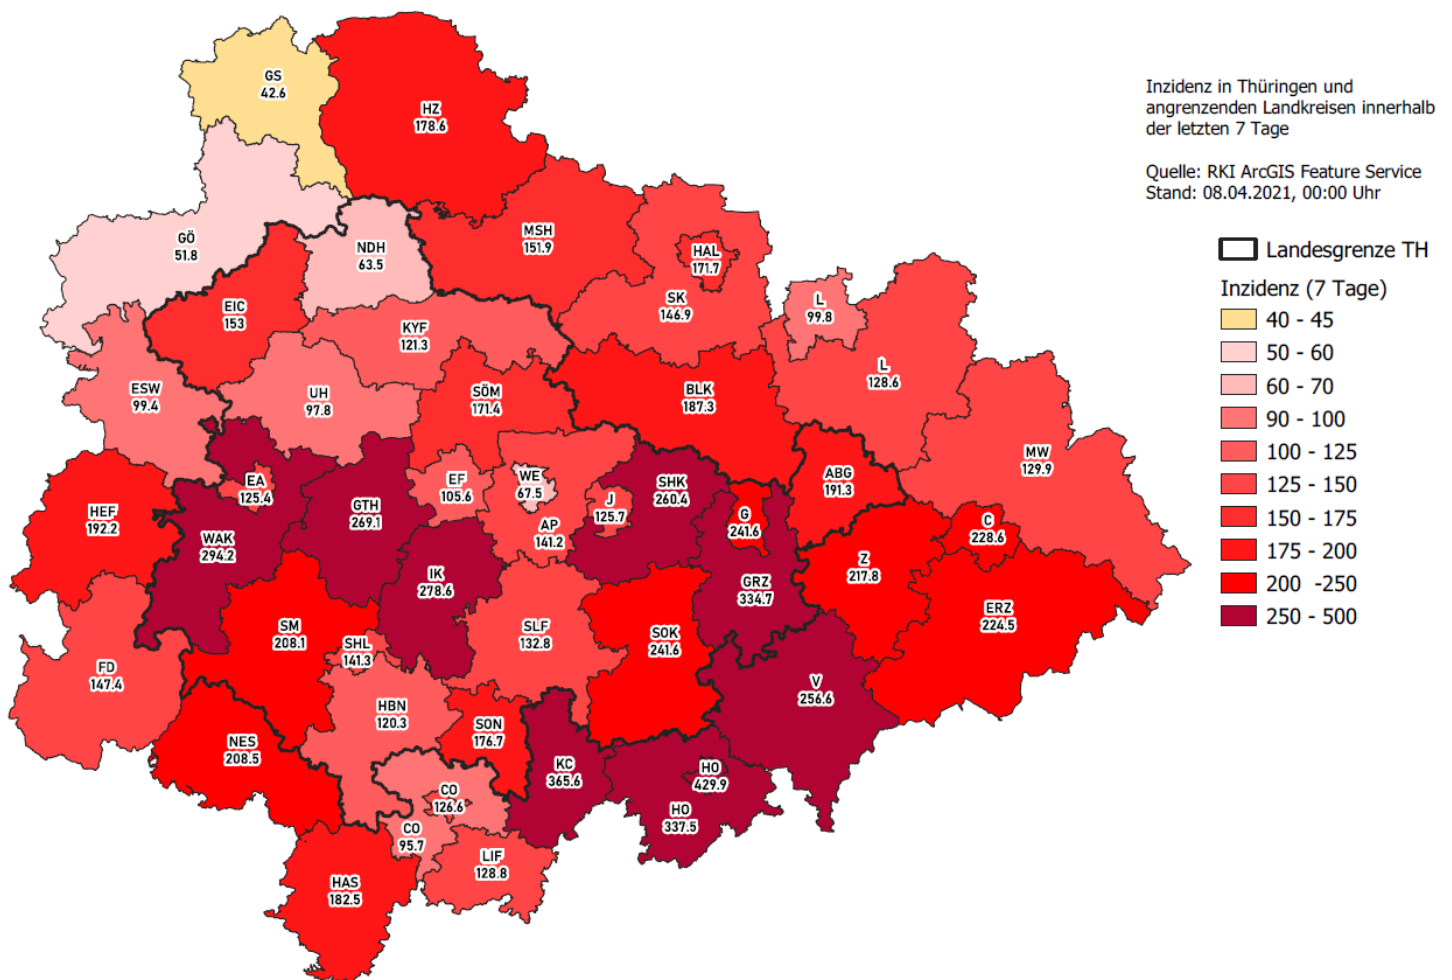 Inzidenz in Thüringen und
angrenzenden Landkreisen innerhalb
der letzten 7 Tage
Quelle: RKI ArcGIS Feature Service
Stand: 08.04.2021, 00:00 Uhr
Landesgrenze TH
Inzidenz (7 Tage)
40 - 45
50 - 60
60 - 70
90 - 100
100 - 125
125 - 150
150 - 175
175 - 200
200 -250
250 - 500
GS
42.6
HZ
178.6
GÖ
51.8
NDH
63.5
MSH
151.9
HAL
171.7
EIC
153
SK
146.9
L
99.8
KYF
121.3
L
128.6
ESW
99.4
UH
97.8
SÖM
171.4
BLK
187.3
MW
129.9
EA
125.4
EF
105.6
WE
67.5
SHK
260.4
ABG
191.3
HEF
192.2
GTH
269.1
J
125.7
G
241.6
C
228.6
WAK
294.2
AP
141.2
Z
217.8
IK
278.6
GRZ
334.7
ERZ
224.5
SM
208.1
SHL
141.3
SLF
132.8
SOK
241.6
FD
147.4
V
256.6
HBN
120.3
SON
176.7
NES
208.5
KC
365.6
HO
429.9
CO
126.6
HO
337.5
CO
95.7
LIF
128.8
HAS
182.5